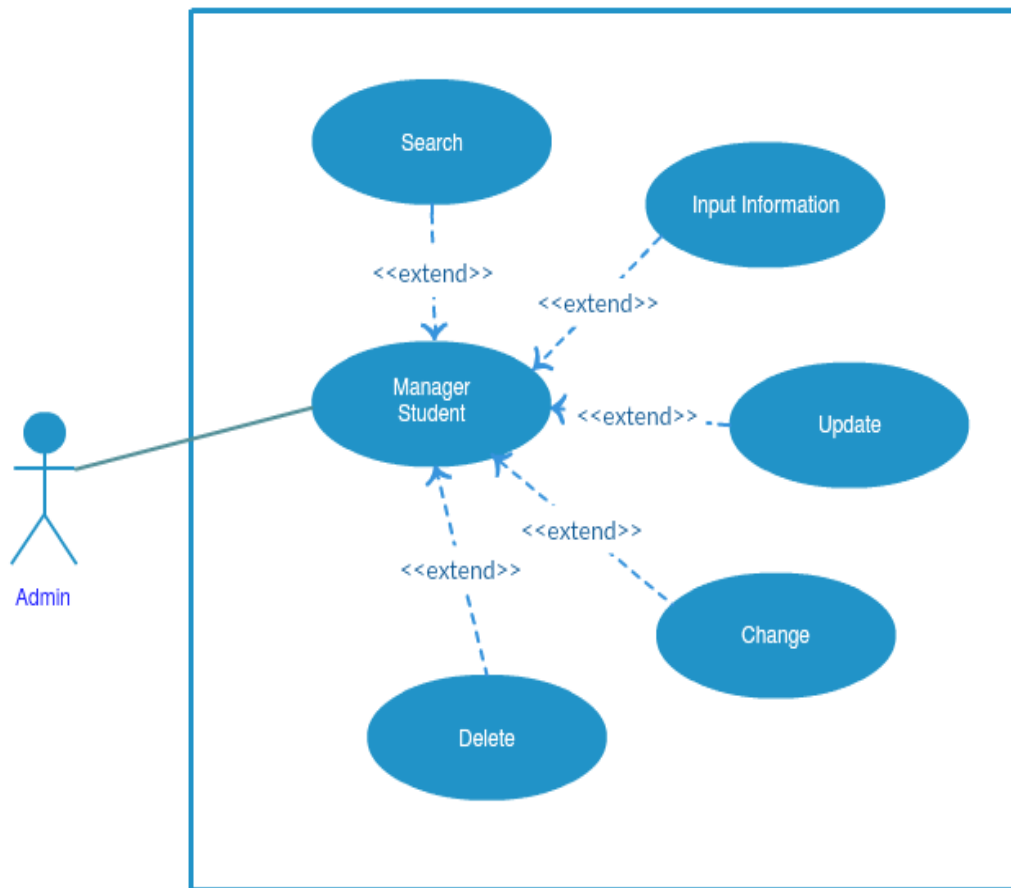 Search
Input Information
<<extend>>
<<extend>>
Manager
Student
<<extend>>
Update
<<extend>>
<<extend>>
Admin
Change
Delete